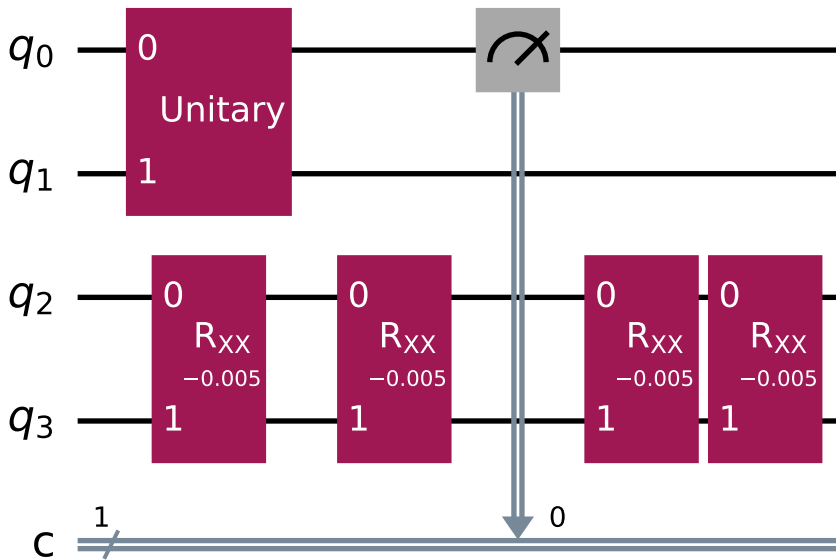 q0 0
Unitary
q1 1
q2 0 0 0 0
RXX RXX RXX RXX
−0.005 −0.005 −0.005 −0.005
q3 1 1 1 1
1 0
c